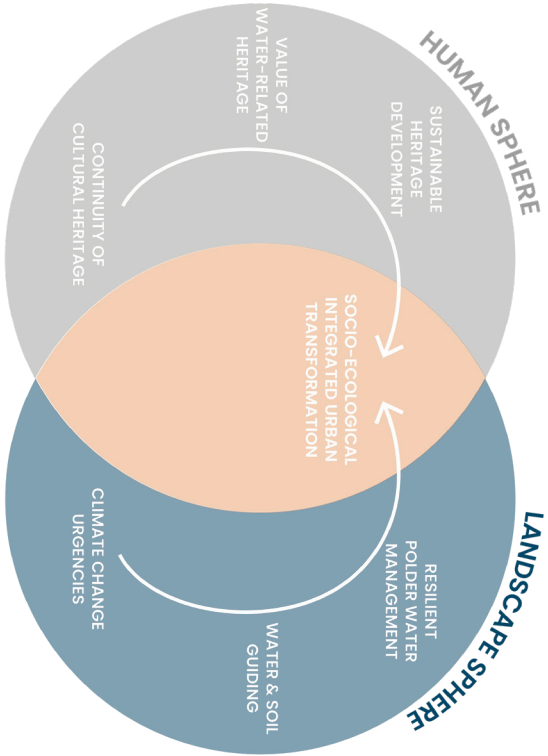 HUMAN SPHERE
SUSTAINABLE
HERITAGE
DEVELOPMENT
VALUE OF
WATER-RELATED
HERITAGE
CONTINUITY OF
CULTURAL HERITAGE
SOCIO-ECOLOGICAL
INTEGRATED URBAN
TRANSFORMATION
LANDSCAPE SPHERE
RESILIENT
POLDER WATER
MANAGEMENT
WATER & SOIL
GUIDING
CLIMATE CHANGE
URGENCIES